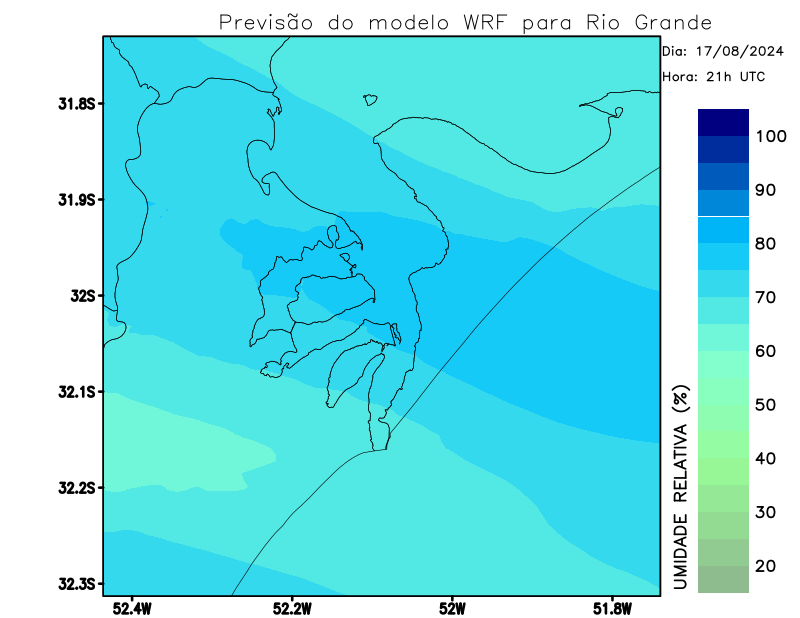 Previsão do modelo WRF para Rio Grande
Dia: 17/08/2024
Hora: 21h UTC
31.8S
31.9S
32S
32.1S
32.2S
32.3S
52.4W
52.2W
52W
51.8W
UMIDADE RELATIVA (%)
100
90
80
70
60
50
40
30
20